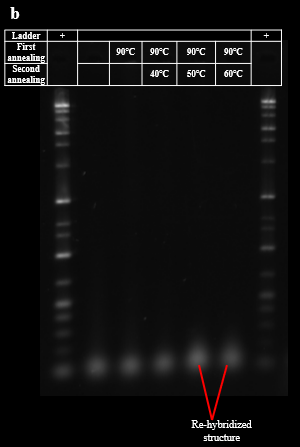 b
Ladder + +
First annealing 90℃ 90℃ 90℃ 90℃
Second annealing 40℃ 50℃ 60℃
Re-hybridized
structure